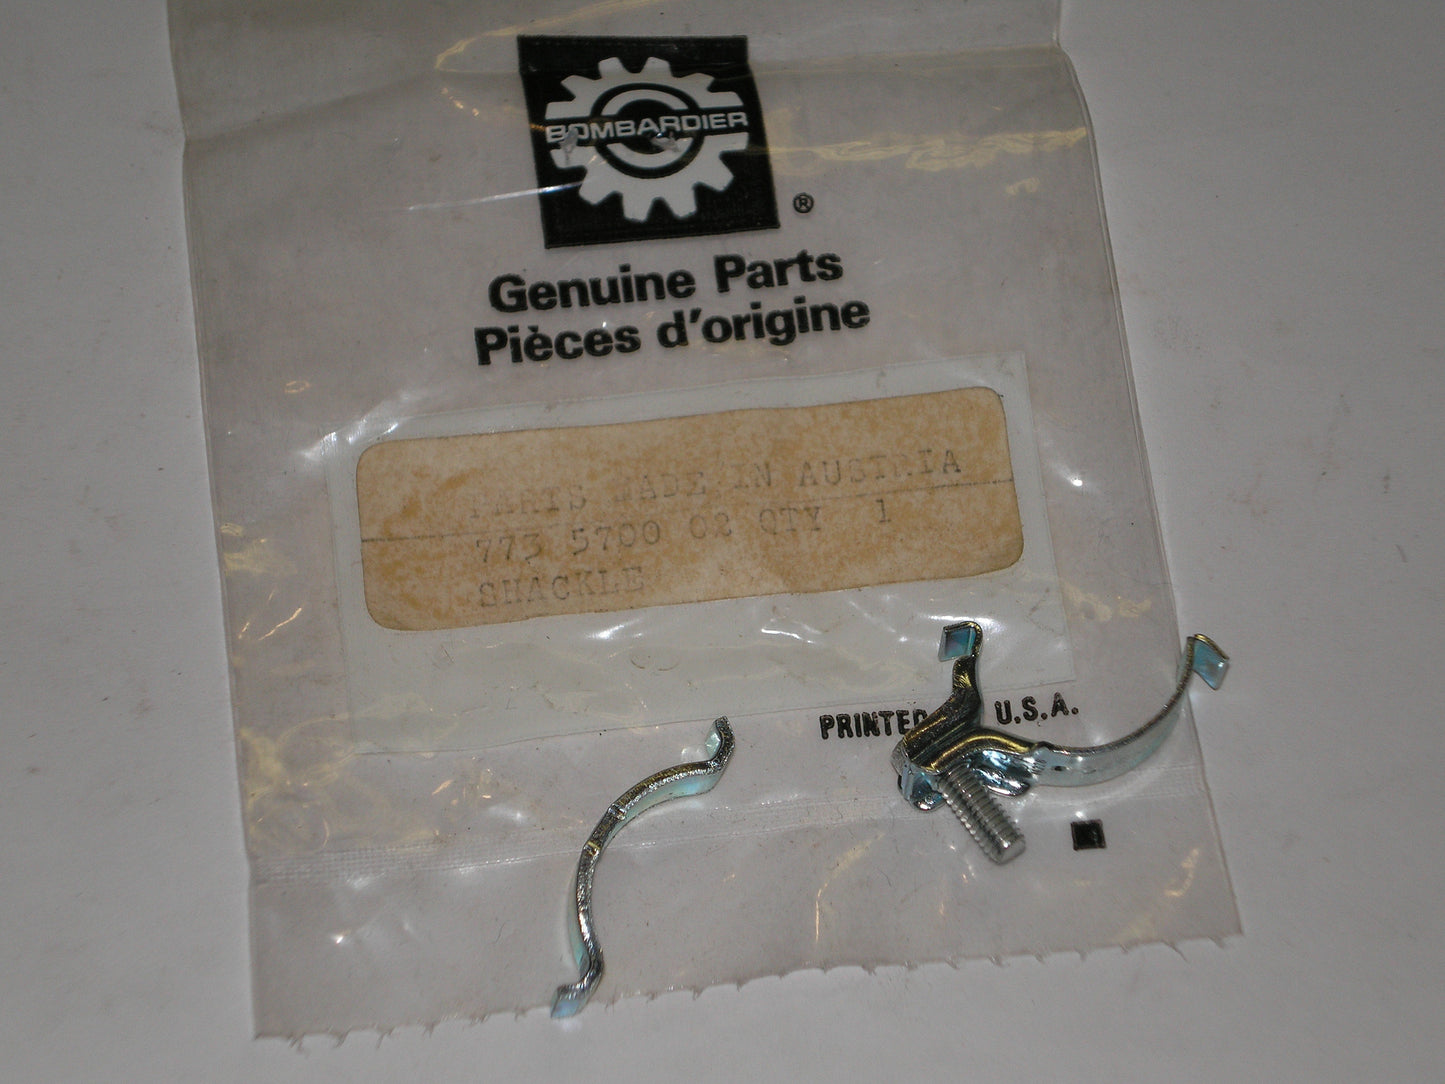 BOMBARDIER
®
Genuine Parts
Pièces d'origine
PARTS MADE IN AUSTRIA
773 5700 02 QTY 1
SHACKLE
PRINTED U.S.A.